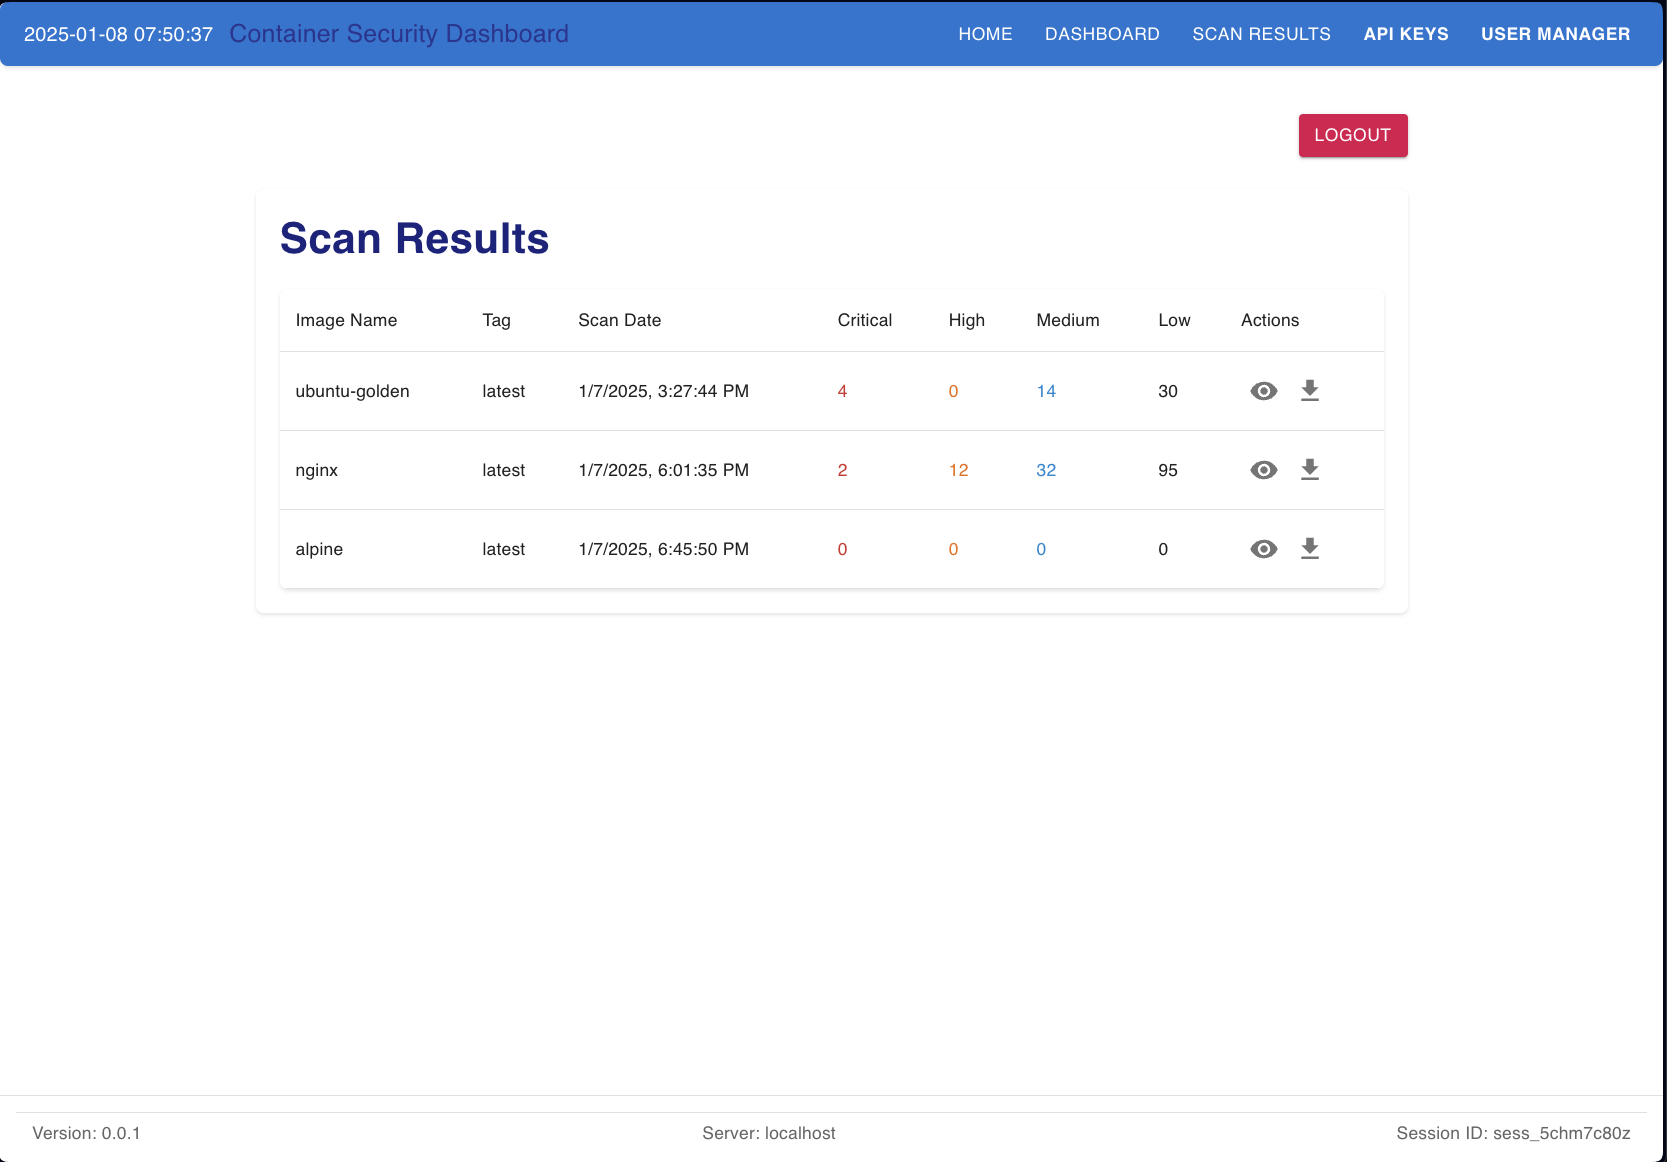 2025-01-08 07:50:37 Container Security Dashboard HOME DASHBOARD SCAN RESULTS API KEYS USER MANAGER
LOGOUT
Scan Results
Image Name Tag Scan Date Critical High Medium Low Actions
ubuntu-golden latest 1/7/2025, 3:27:44 PM 4 0 14 30
nginx latest 1/7/2025, 6:01:35 PM 2 12 32 95
alpine latest 1/7/2025, 6:45:50 PM 0 0 0 0
Version: 0.0.1 Server: localhost Session ID: sess_5chm7c80z